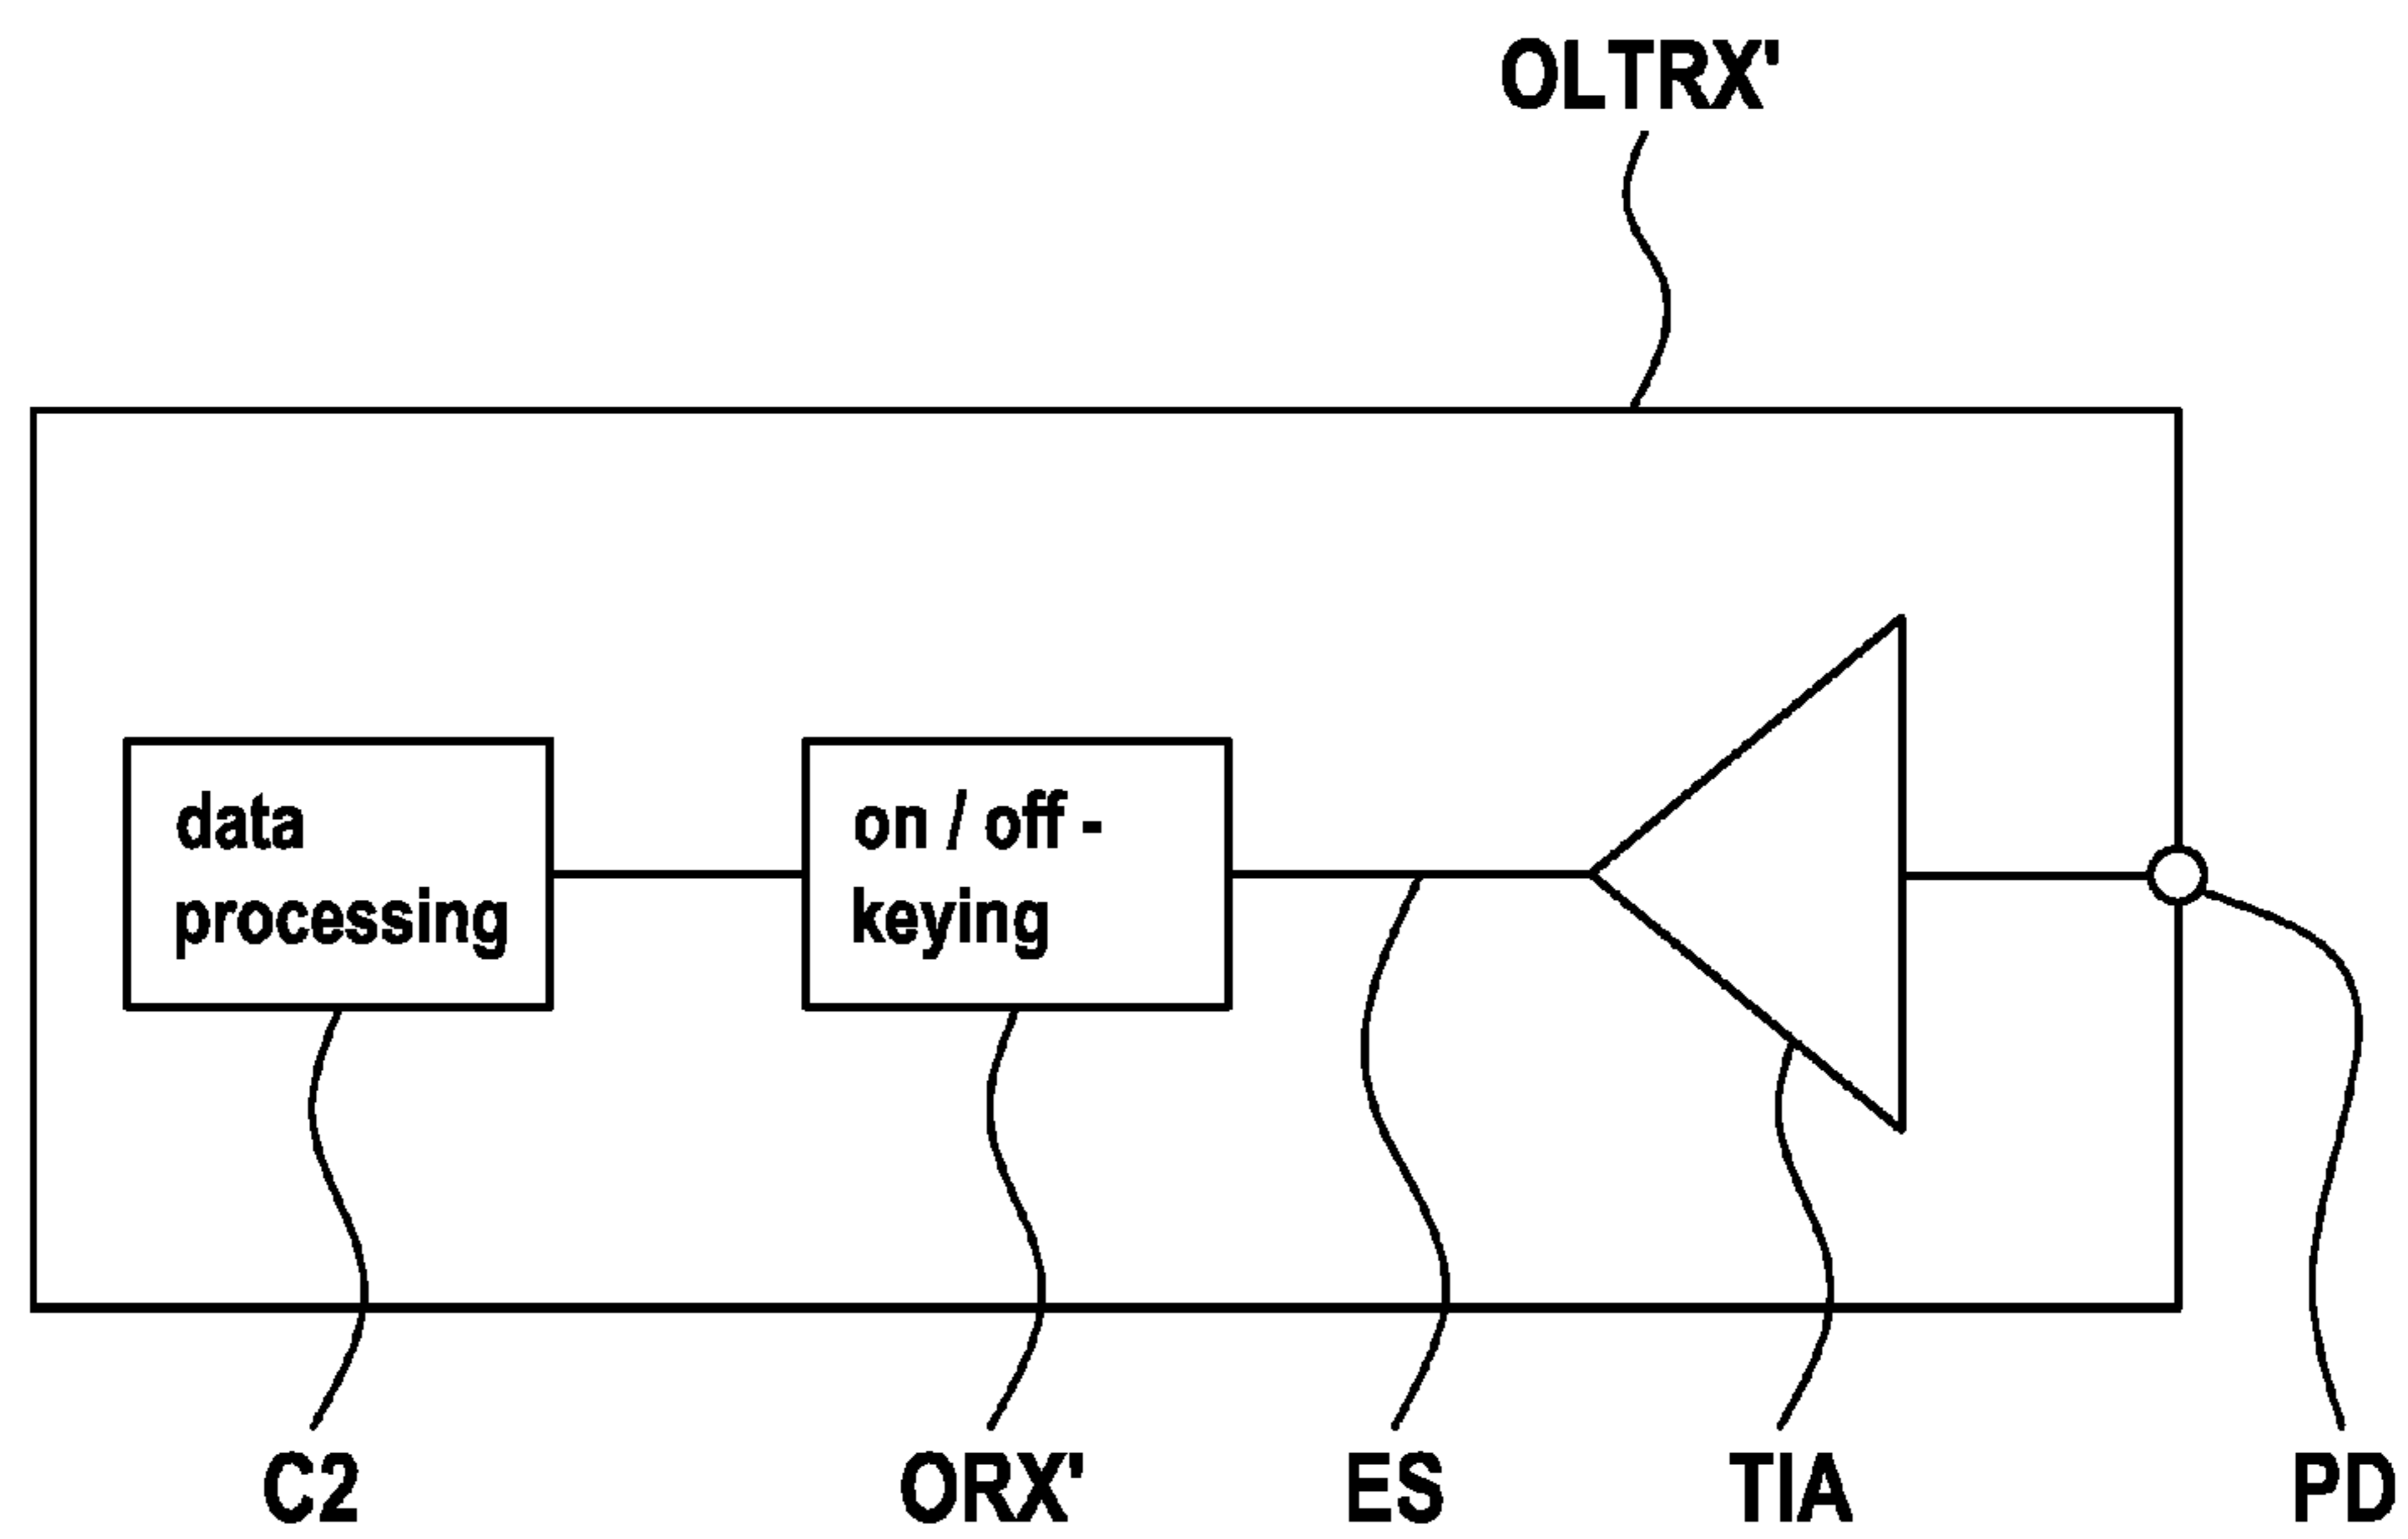 OLTRX'
data
processing
on / off -
keying
C2
ORX'
ES
TIA
PD